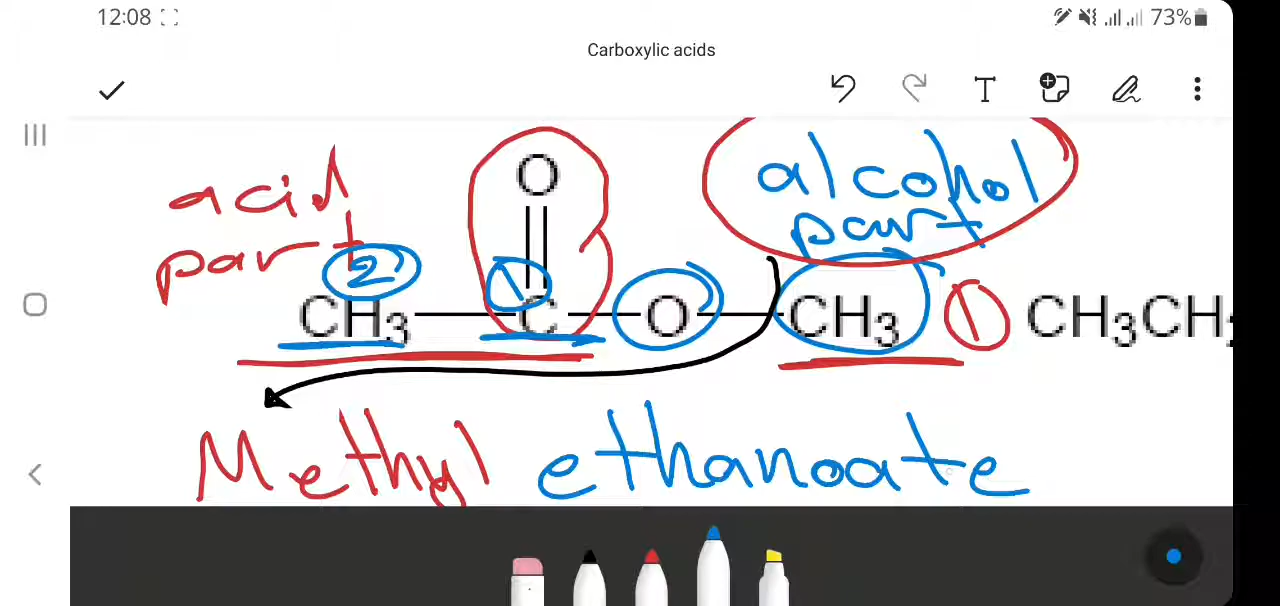 12:08 73%
Carboxylic acids
T
acid
part
alcohol
part
O
2 1
CH3 C O CH3 1 CH3CH
Methyl ethanoate